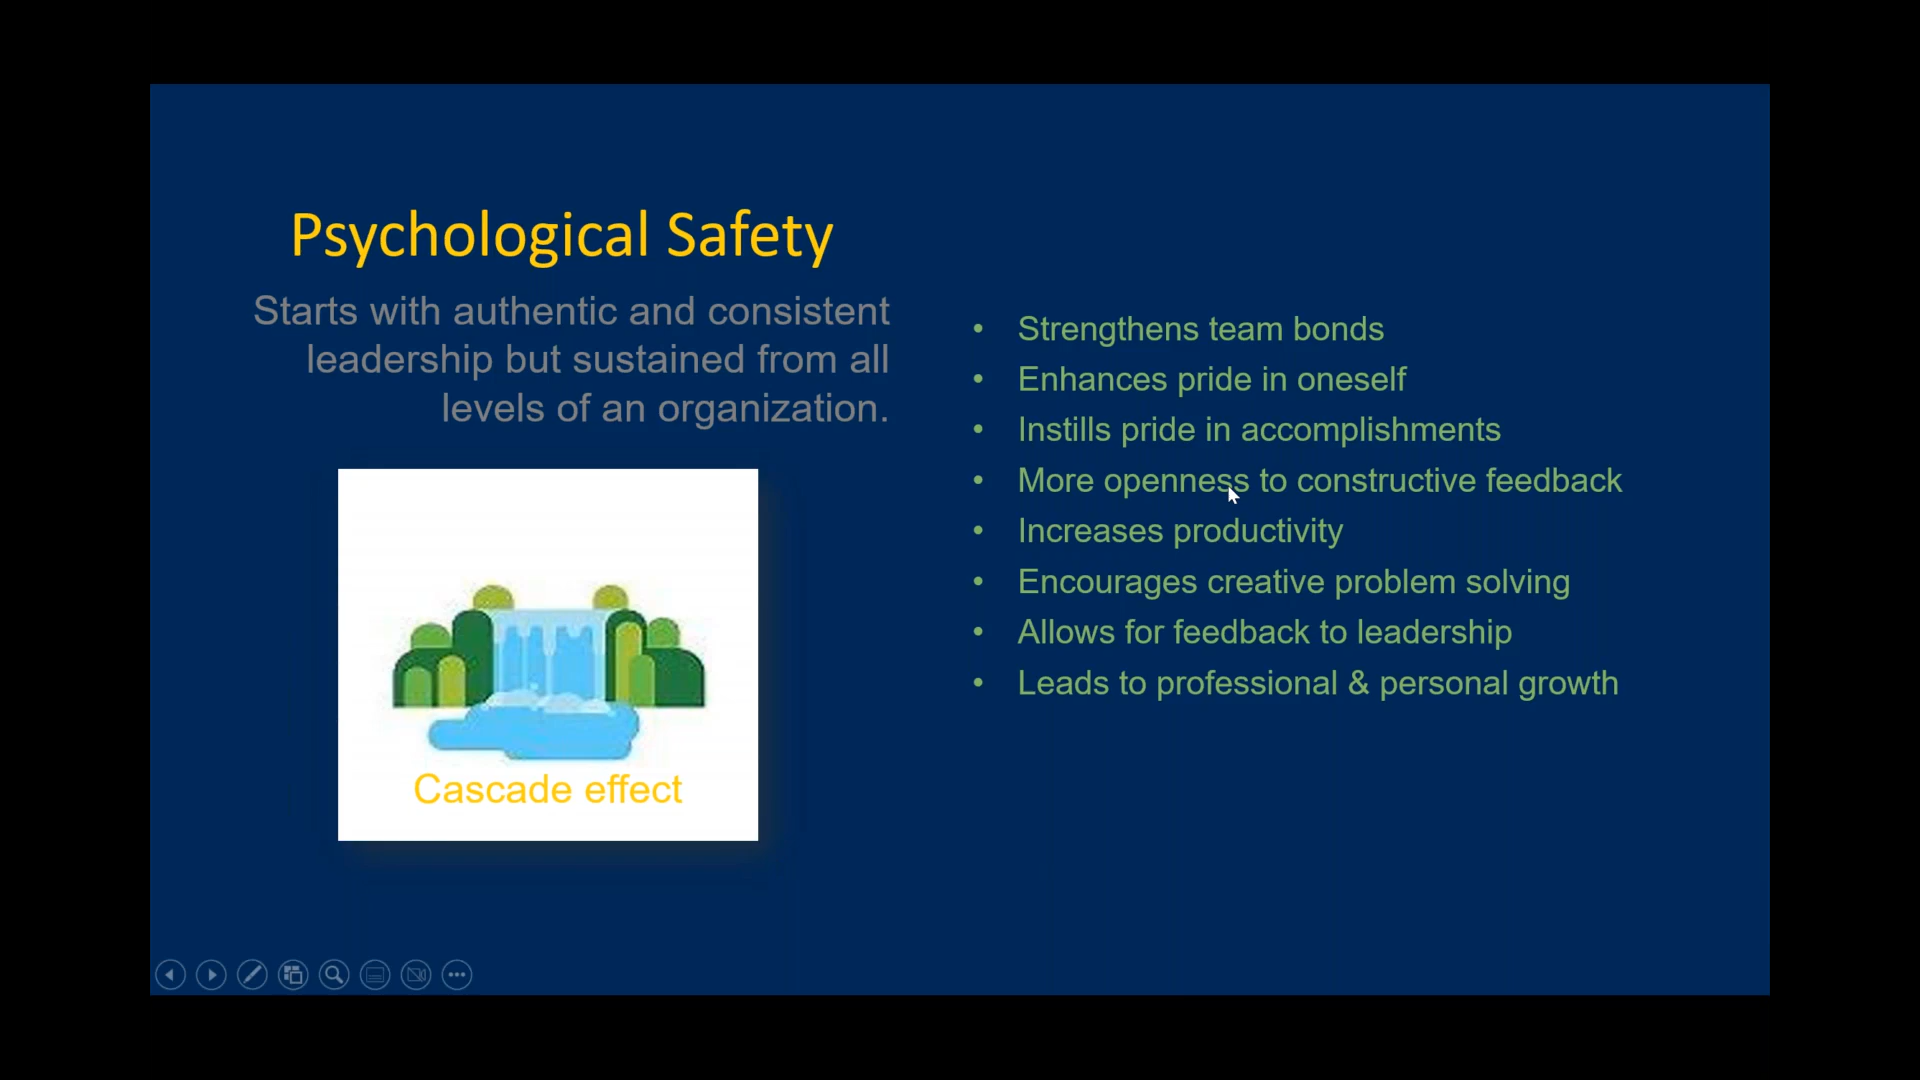 Psychological Safety
Starts with authentic and consistent
leadership but sustained from all
levels of an organization.
Cascade effect
• Strengthens team bonds
• Enhances pride in oneself
• Instills pride in accomplishments
• More openness to constructive feedback
• Increases productivity
• Encourages creative problem solving
• Allows for feedback to leadership
• Leads to professional & personal growth